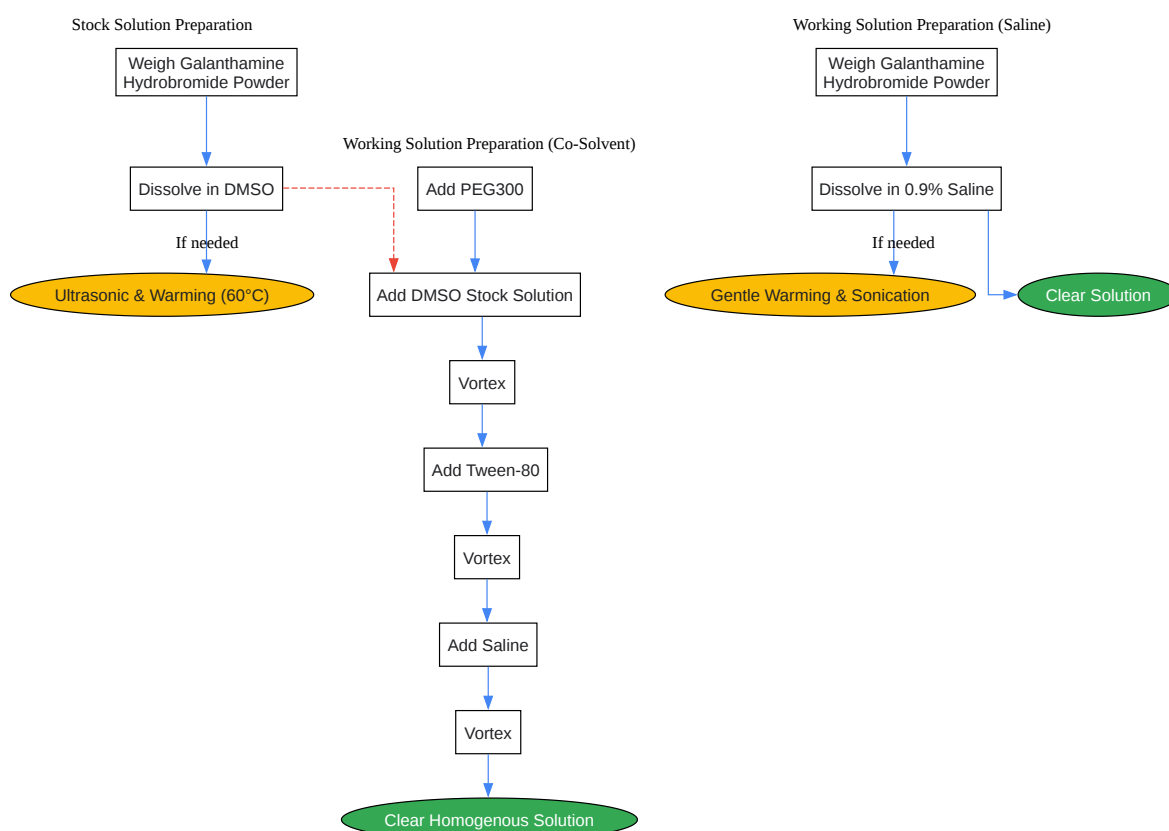 Stock Solution Preparation
Weigh Galanthamine
Hydrobromide Powder
Dissolve in DMSO
If needed
Ultrasonic & Warming (60°C)
Working Solution Preparation (Co-Solvent)
Add PEG300
Add DMSO Stock Solution
Vortex
Add Tween-80
Vortex
Add Saline
Vortex
Clear Homogenous Solution
Working Solution Preparation (Saline)
Weigh Galanthamine
Hydrobromide Powder
Dissolve in 0.9% Saline
If needed
Gentle Warming & Sonication
Clear Solution